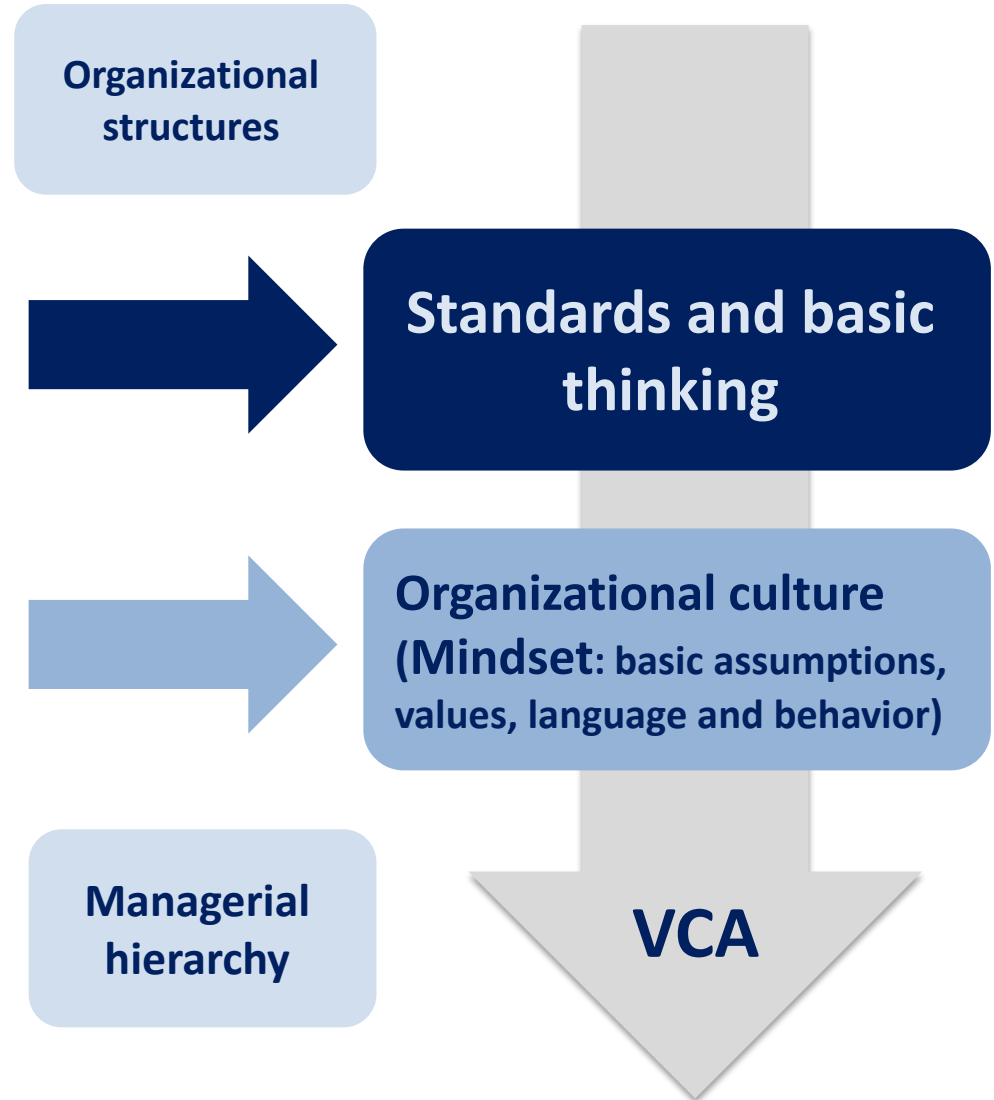 Organizational
structures
Standards and basic
thinking
Organizational culture
(Mindset: basic assumptions,
values, language and behavior)
Managerial
hierarchy
VCA